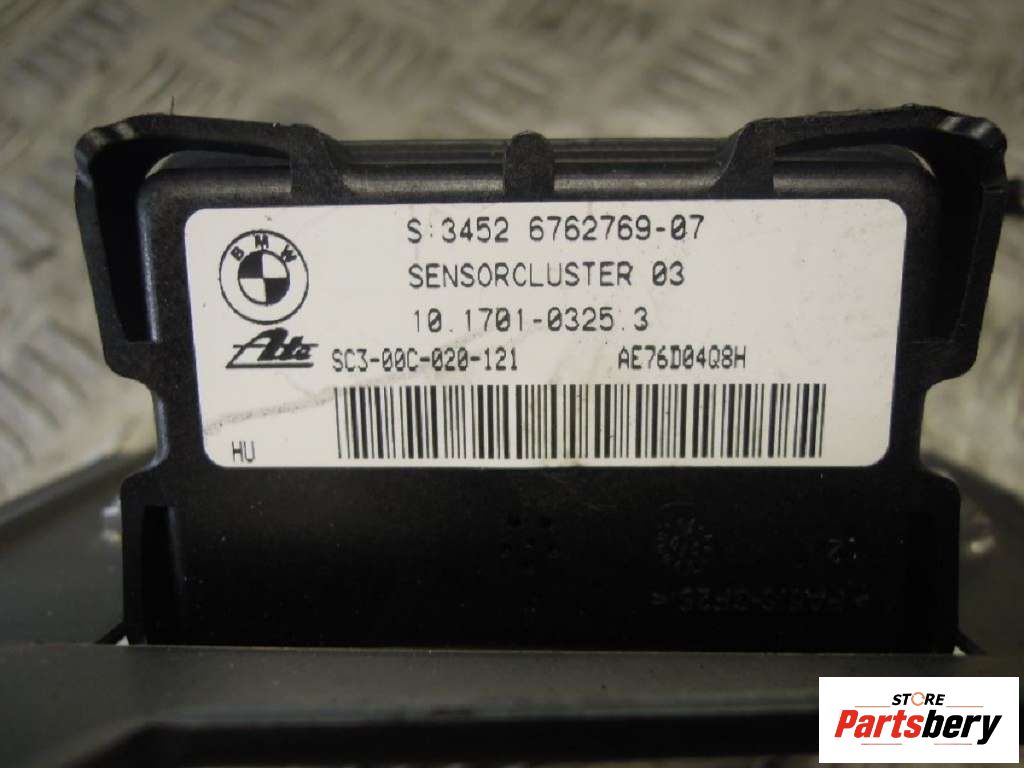 S:3452 6762769-07
BMW
SENSORCLUSTER 03
10.1701-0325.3
Ate
SC3-00C-020-121 AE76D04Q8H
HU
STORE
Partsbery